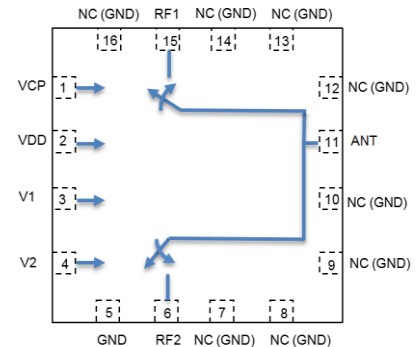 NC (GND) RF1 NC (GND) NC (GND)
16 15 14 13
VCP 1 12 NC (GND)
VDD 2 11 ANT
V1 3 10 NC (GND)
V2 4 9 NC (GND)
5 6 7 8
GND RF2 NC (GND) NC (GND)